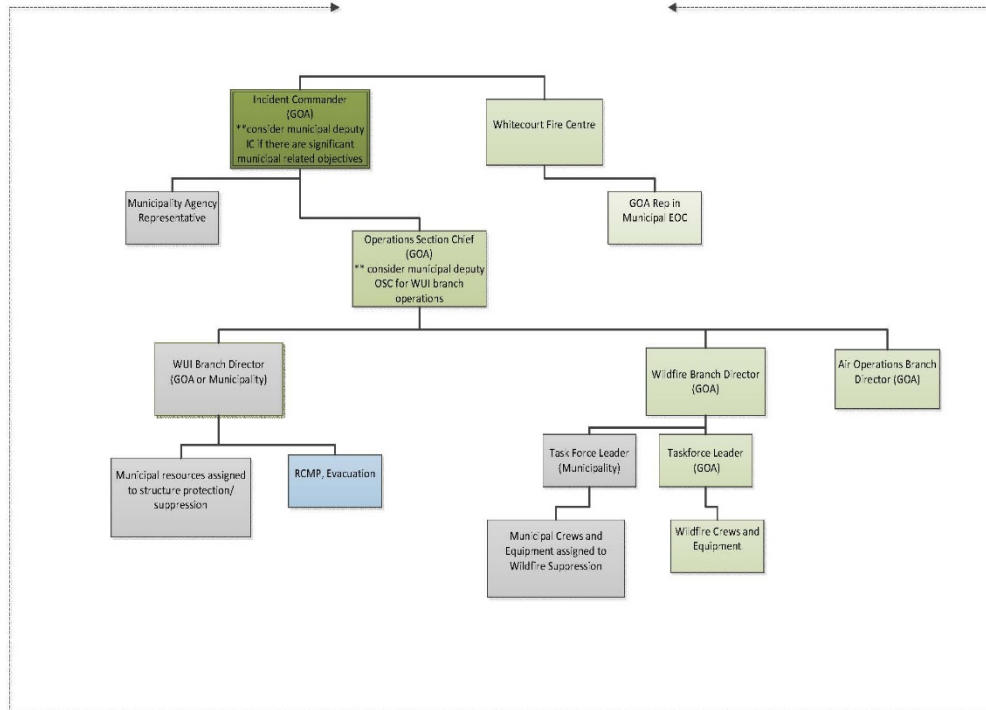 Incident Commander
(GOA)
**consider municipal deputy
IC if there are significant
municipal related objectives
Whitecourt Fire Centre
Municipality Agency
Representative
GOA Rep in
Municipal EOC
Operations Section Chief
(GOA)
** consider municipal deputy
OSC for WUI branch
operations
WUI Branch Director
(GOA or Municipality)
Wildfire Branch Director
(GOA)
Air Operations Branch
Director (GOA)
Municipal resources assigned
to structure protection/
suppression
RCMP, Evacuation
Task Force Leader
(Municipality)
Taskforce Leader
(GOA)
Municipal Crews and
Equipment assigned to
Wildfire Suppression
Wildfire Crews and
Equipment